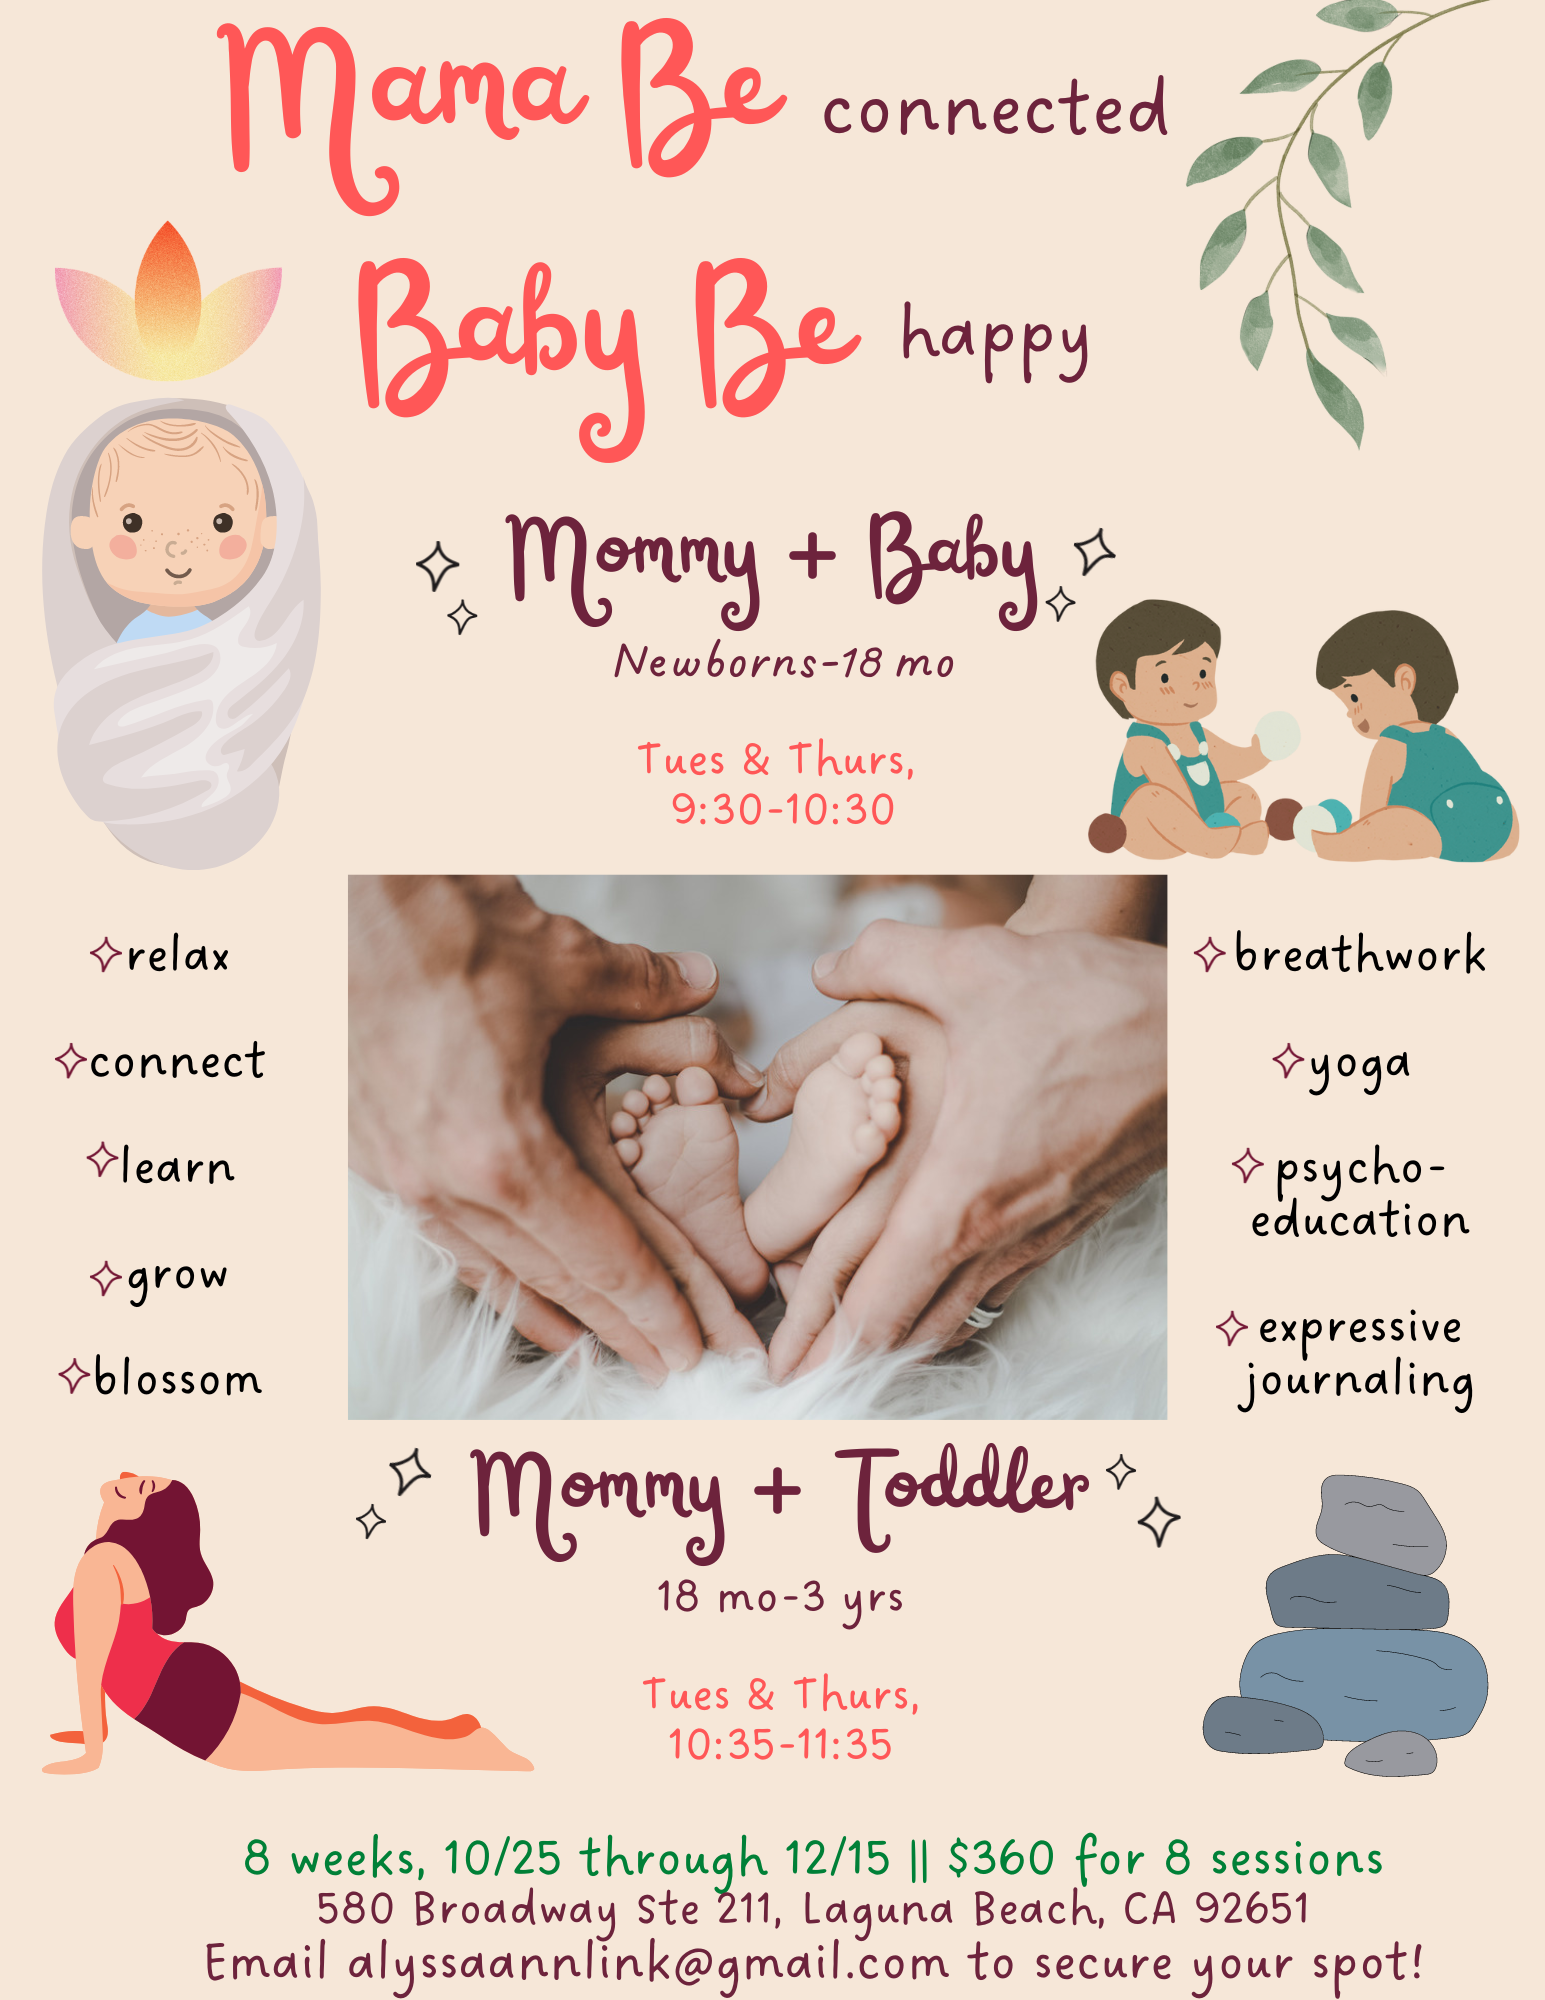 Mama Be connected
Baby Be happy
Mommy + Baby
Newborns-18 mo
Tues & Thurs,
9:30-10:30
relax
connect
learn
grow
blossom
breathwork
yoga
psycho-
education
expressive
journaling
Mommy + Toddler
18 mo-3 yrs
Tues & Thurs,
10:35-11:35
8 weeks, 10/25 through 12/15 || $360 for 8 sessions
580 Broadway Ste 211, Laguna Beach, CA 92651
Email alyssaannlink@gmail.com to secure your spot!